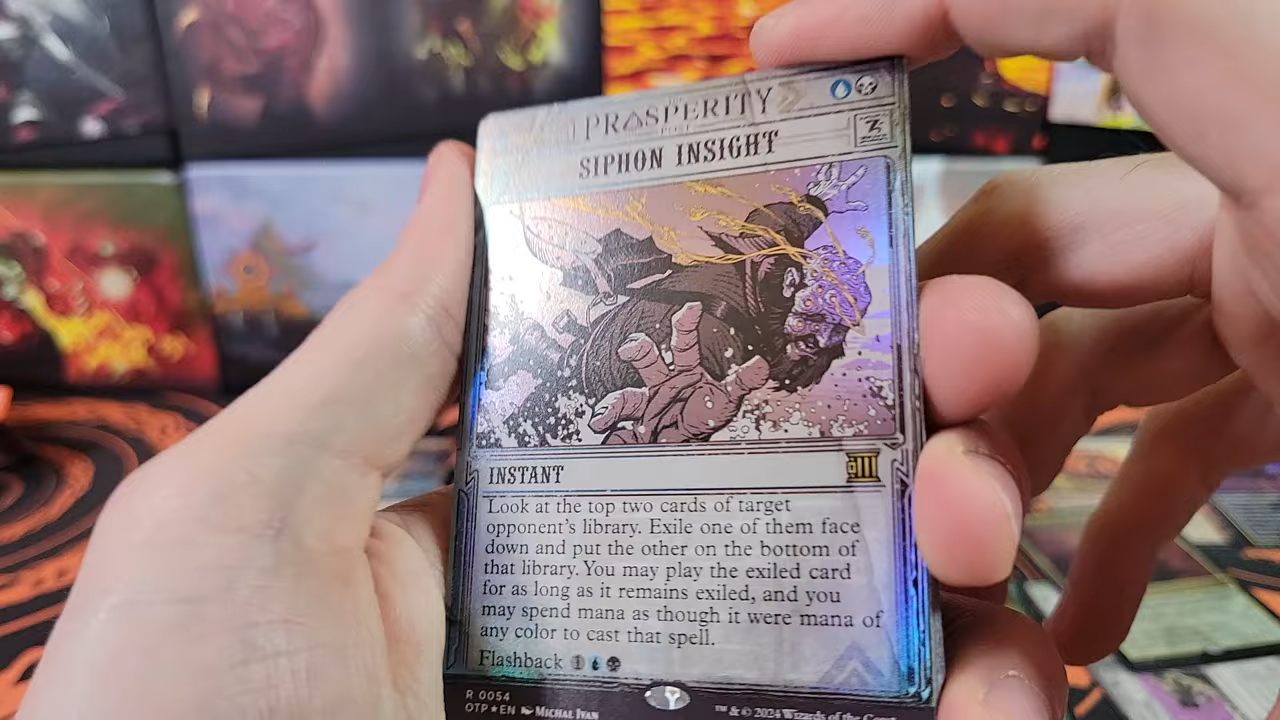 PROSPERITY
POST
SIPHON INSIGHT
INSTANT
Look at the top two cards of target
opponent's library. Exile one of them face
down and put the other on the bottom of
that library. You may play the exiled card
for as long as it remains exiled, and you
may spend mana as though it were mana of
any color to cast that spell.
Flashback 1
R 0054
OTP★EN MICHAL IVAN
™ & © 2024 Wizards of the Coast